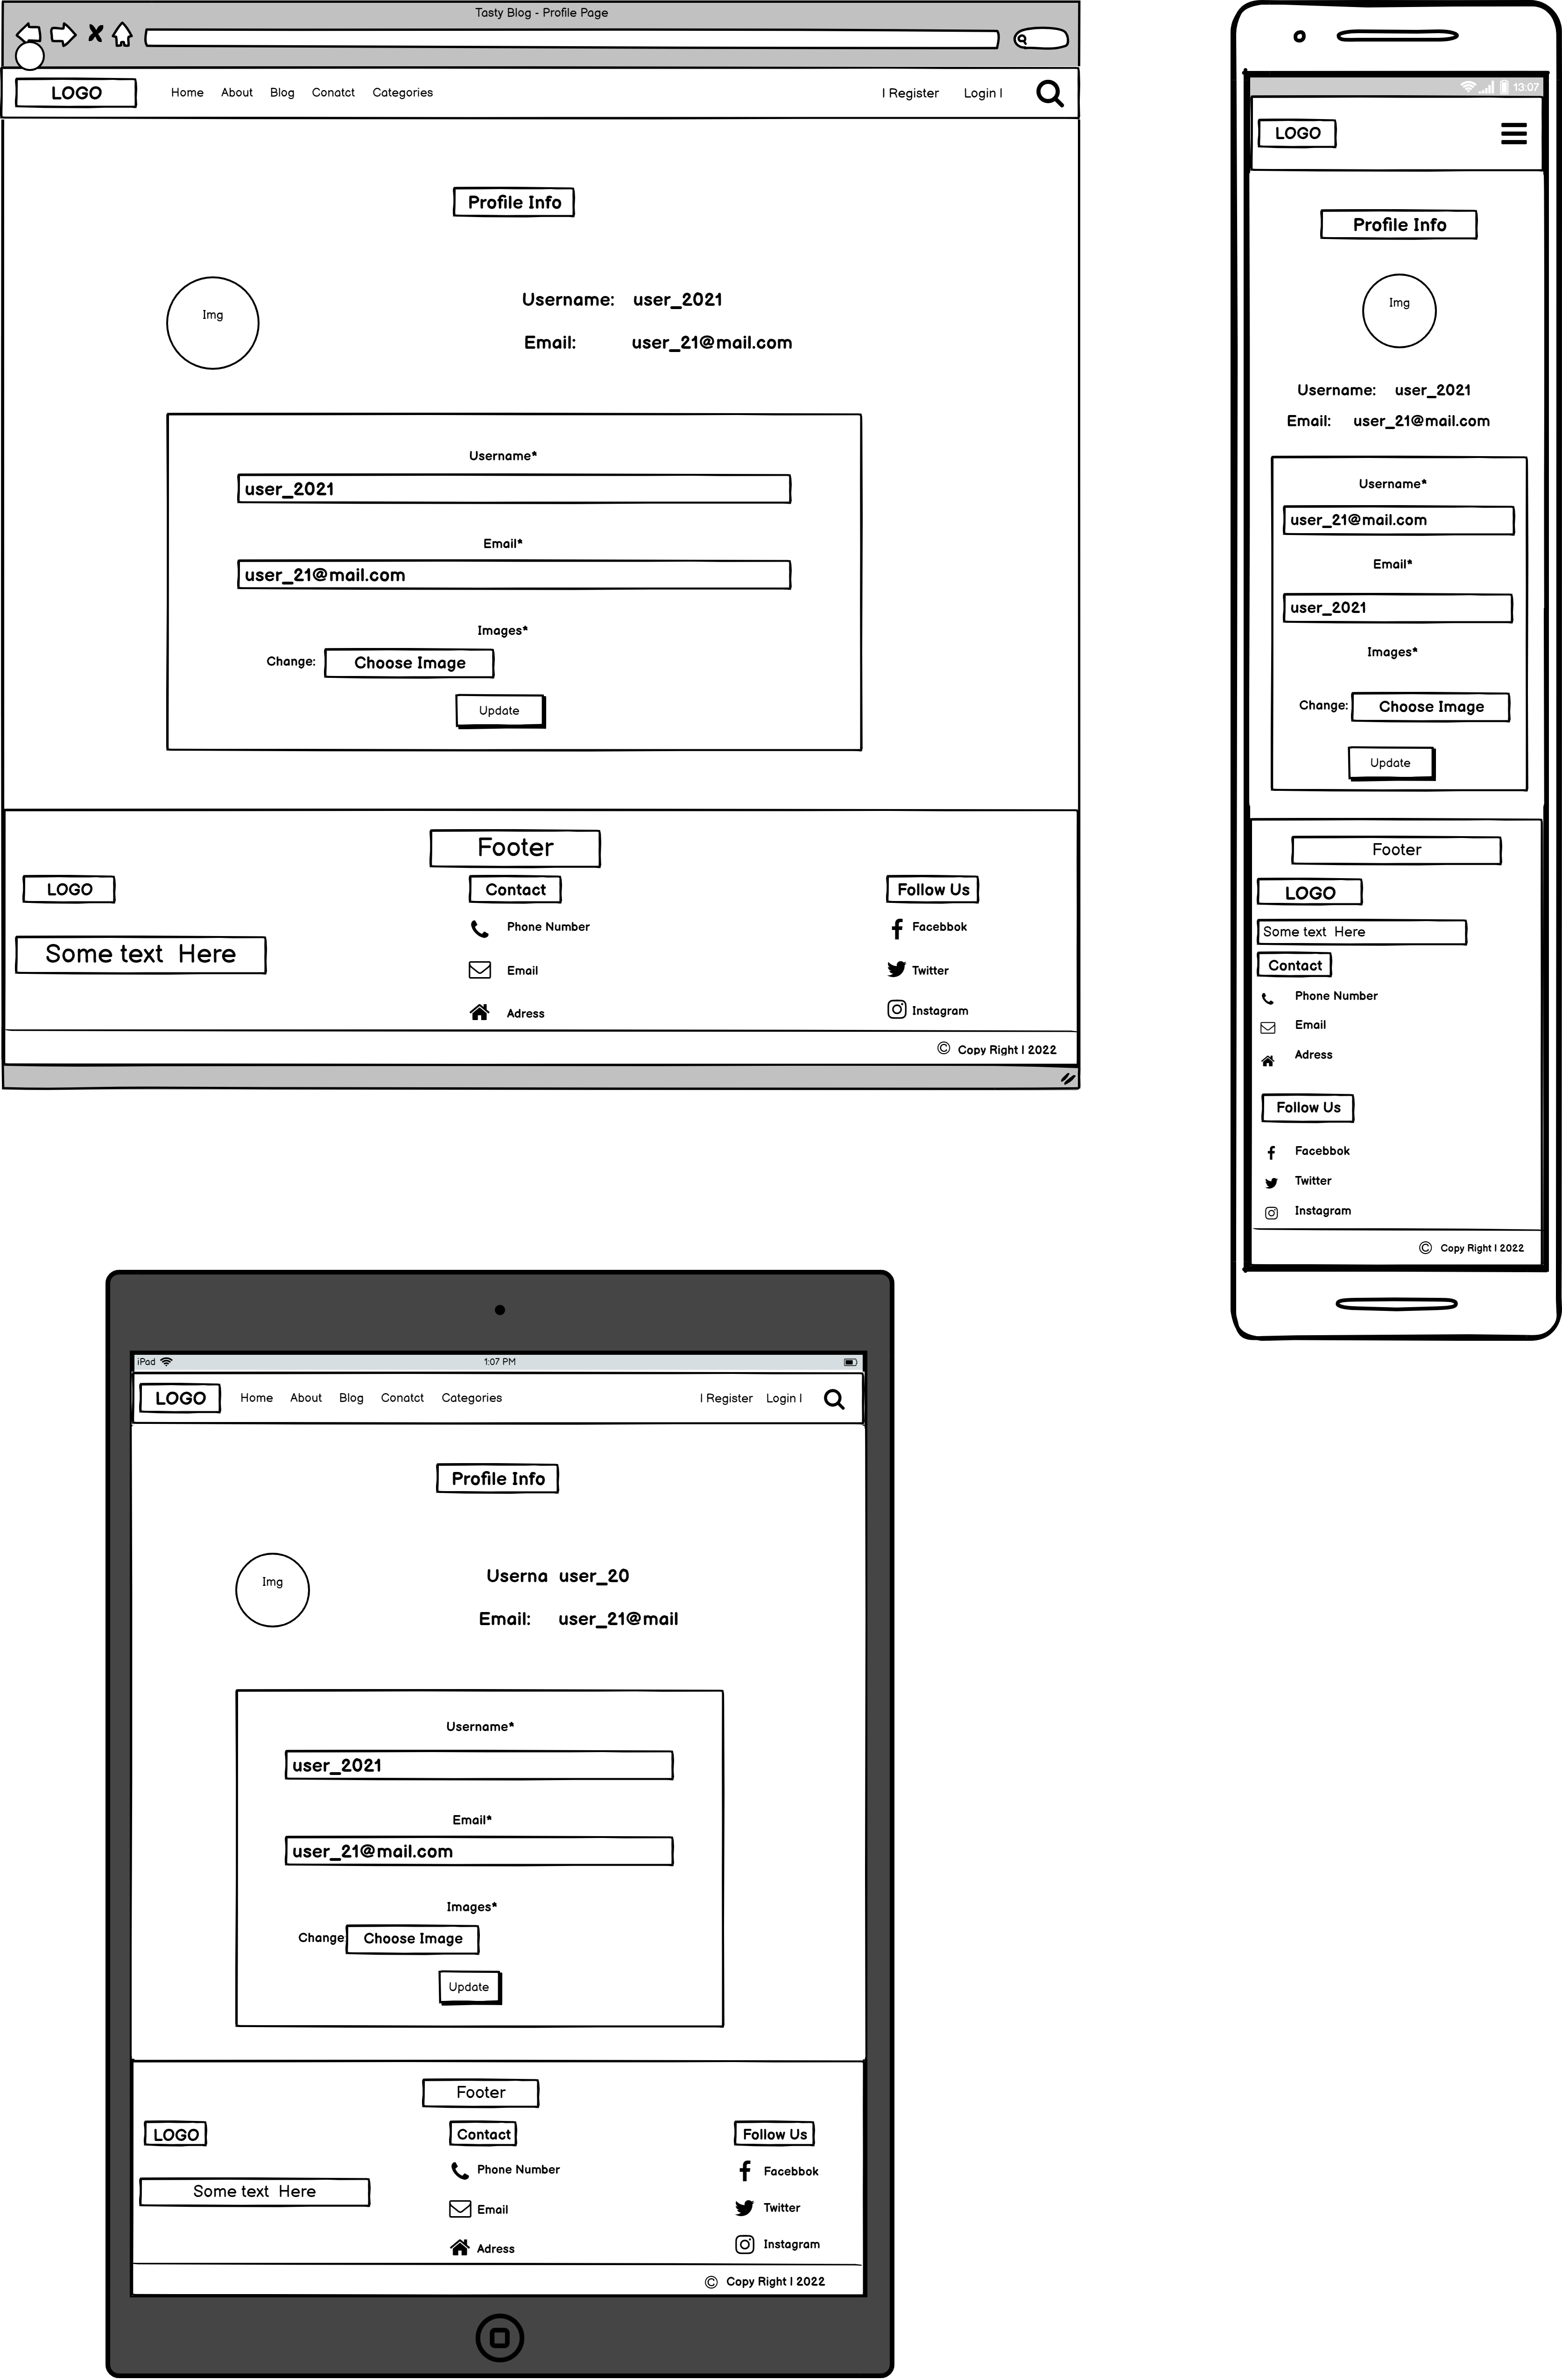 Tasty Blog - Profile Page
LOGO Home About Blog Conatct Categories | Register Login |
Profile Info
Img
Username: user_2021
Email: user_21@mail.com
Username*
user_2021
Email*
user_21@mail.com
Images*
Change: Choose Image
Update
Footer
LOGO Contact Follow Us
Phone Number Facebbok
Some text Here
Email Twitter
Adress Instagram
© Copy Right | 2022
13:07
LOGO
Profile Info
Img
Username: user_2021
Email: user_21@mail.com
Username*
user_21@mail.com
Email*
user_2021
Images*
Change: Choose Image
Update
Footer
LOGO
Some text Here
Contact
Phone Number
Email
Adress
Follow Us
Facebbok
Twitter
Instagram
© Copy Right | 2022
iPad 1:07 PM
LOGO Home About Blog Conatct Categories | Register Login |
Profile Info
Img
Userna user_20
Email: user_21@mail
Username*
user_2021
Email*
user_21@mail.com
Images*
Change: Choose Image
Update
Footer
LOGO Contact Follow Us
Phone Number Facebbok
Some text Here
Email Twitter
Adress Instagram
© Copy Right | 2022